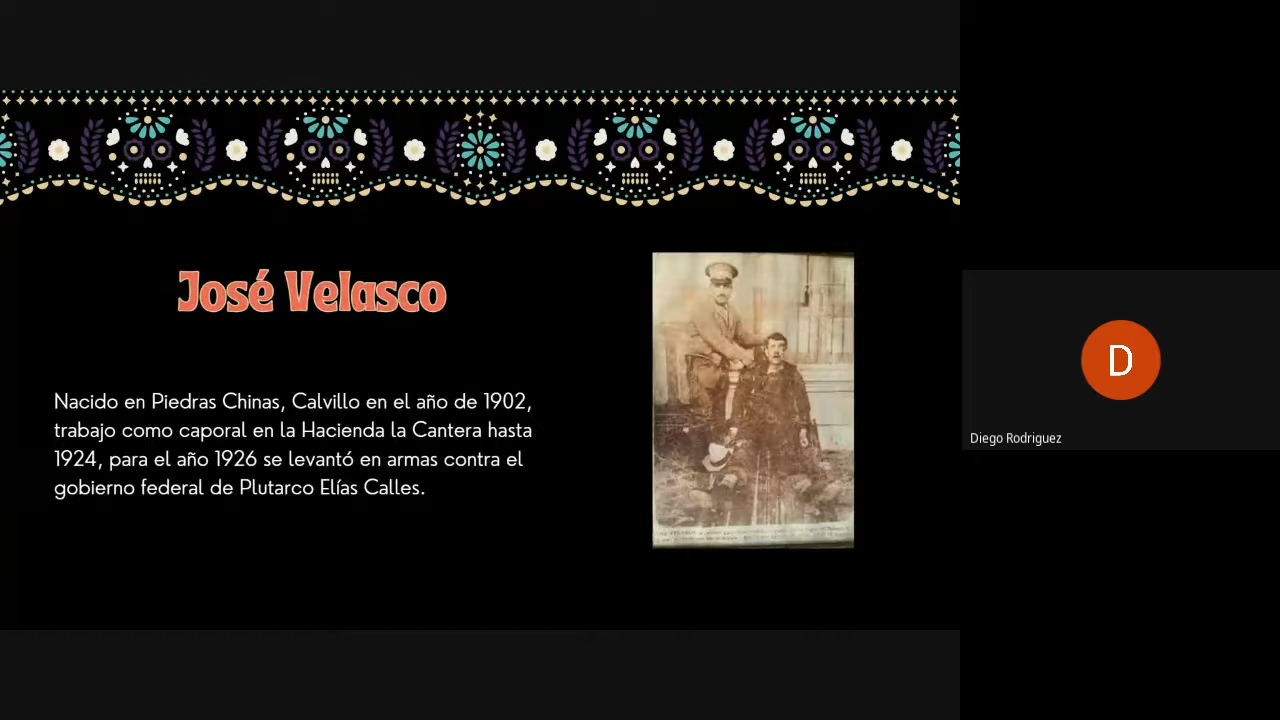 José Velasco
Nacido en Piedras Chinas, Calvillo en el año de 1902,
trabajo como caporal en la Hacienda la Cantera hasta
1924, para el año 1926 se levantó en armas contra el
gobierno federal de Plutarco Elías Calles.
D
Diego Rodriguez